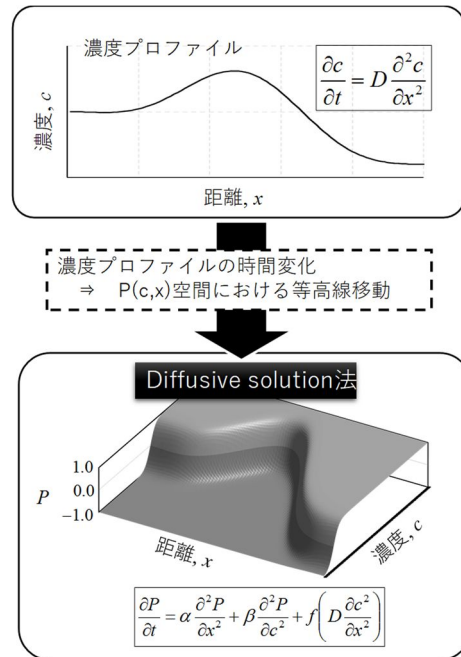 濃度プロファイル
∂c/∂t = D ∂²c/∂x²
濃度, c
距離, x
濃度プロファイルの時間変化
⇒ P(c,x)空間における等高線移動
Diffusive solution法
1.0
0.0
−1.0
P
距離, x
濃度, c
∂P/∂t = α ∂²P/∂x² + β ∂²P/∂c² + f(D ∂c²/∂x²)